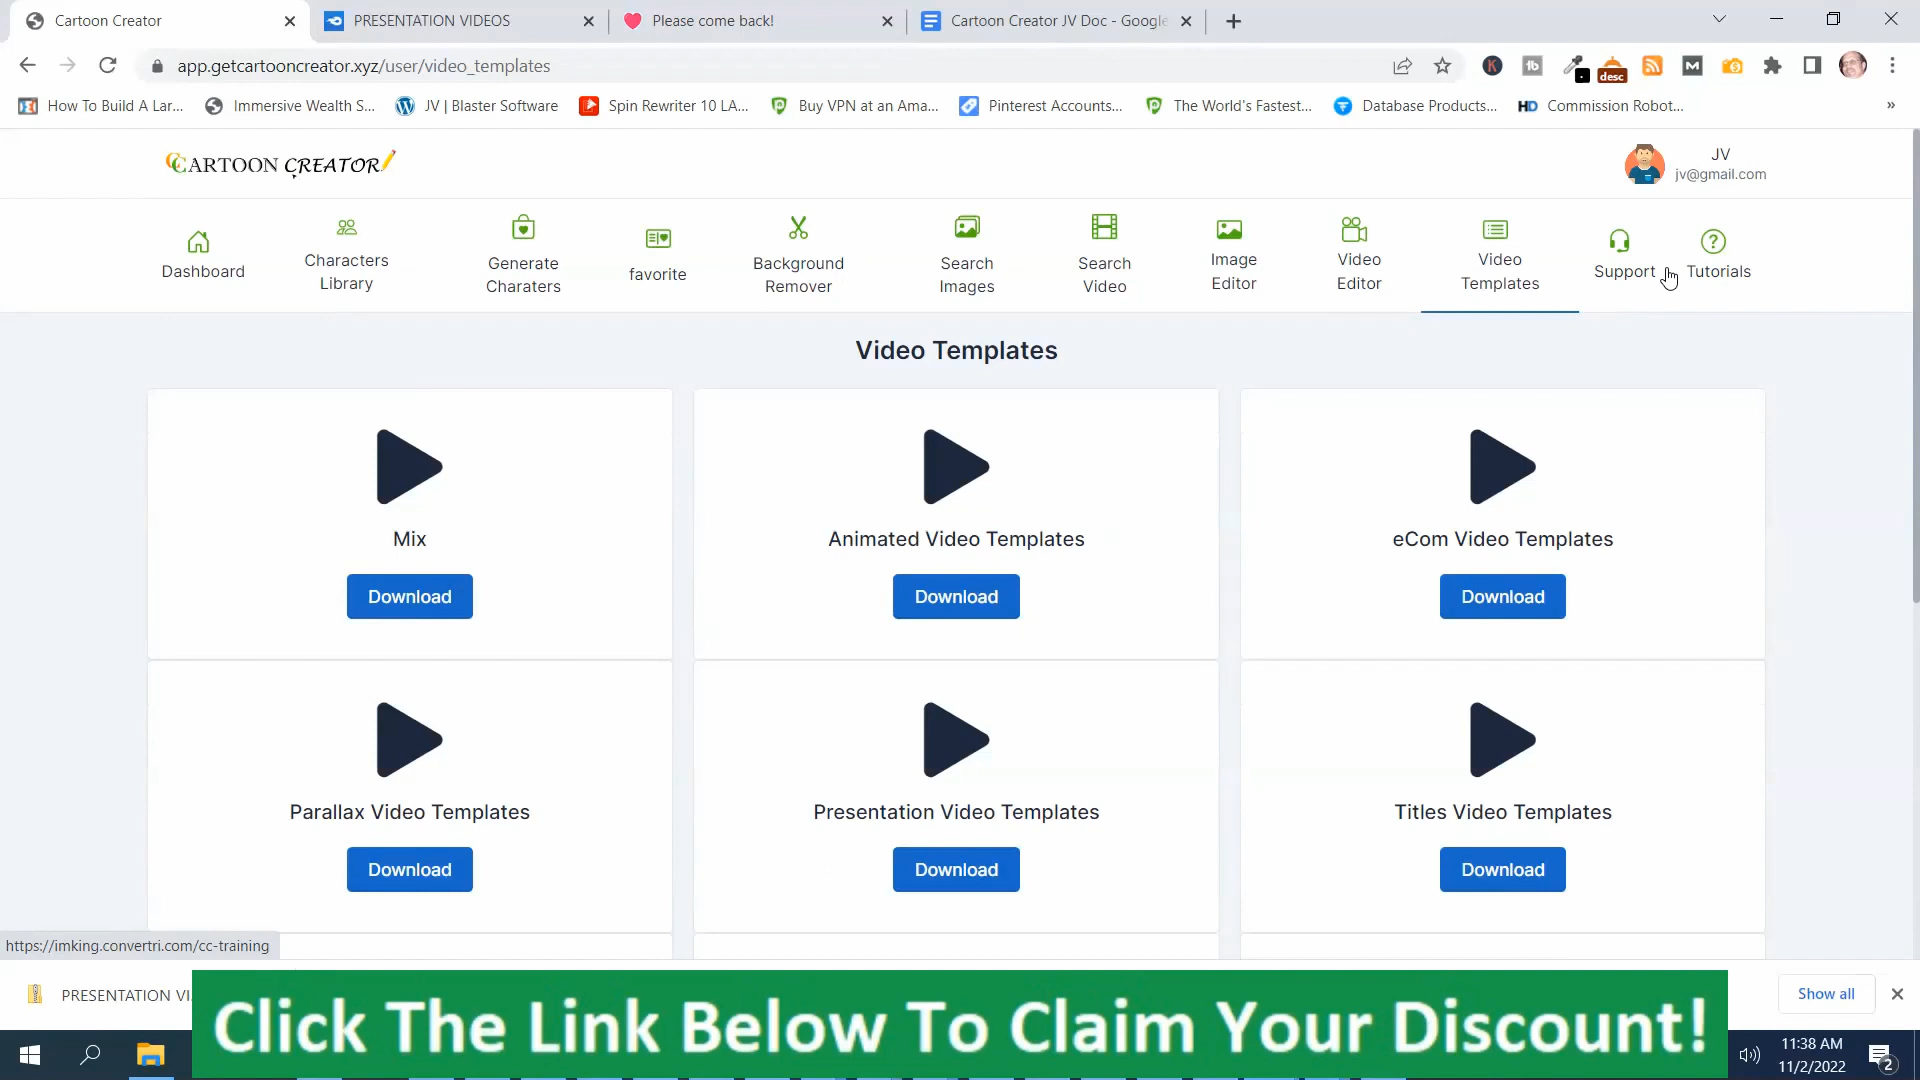 Cartoon Creator
PRESENTATION VIDEOS
Please come back!
Cartoon Creator JV Doc - Google
app.getcartooncreator.xyz/user/video_templates
desc
How To Build A Lar...
Immersive Wealth S...
JV | Blaster Software
Spin Rewriter 10 LA...
Buy VPN at an Ama...
Pinterest Accounts...
The World's Fastest...
Database Products...
HD Commission Robot...
CARTOON CREATOR
JV
jv@gmail.com
Dashboard
Characters
Library
Generate
Charaters
favorite
Background
Remover
Search
Images
Search
Video
Image
Editor
Video
Editor
Video
Templates
Support
Tutorials
Video Templates
Mix
Download
Animated Video Templates
Download
eCom Video Templates
Download
Parallax Video Templates
Download
Presentation Video Templates
Download
Titles Video Templates
Download
https://imking.convertri.com/cc-training
PRESENTATION VI
Show all
Click The Link Below To Claim Your Discount!
11:38 AM
11/2/2022
2